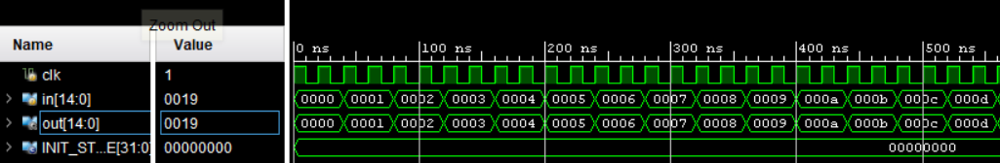 Zoom Out
Name Value
0 ns 100 ns 200 ns 300 ns 400 ns 500 ns
clk 1
in[14:0] 0019 0000 0001 0002 0003 0004 0005 0006 0007 0008 0009 000a 000b 000c 000d
out[14:0] 0019 0000 0001 0002 0003 0004 0005 0006 0007 0008 0009 000a 000b 000c 000d
INIT_ST...E[31:0] 00000000 00000000